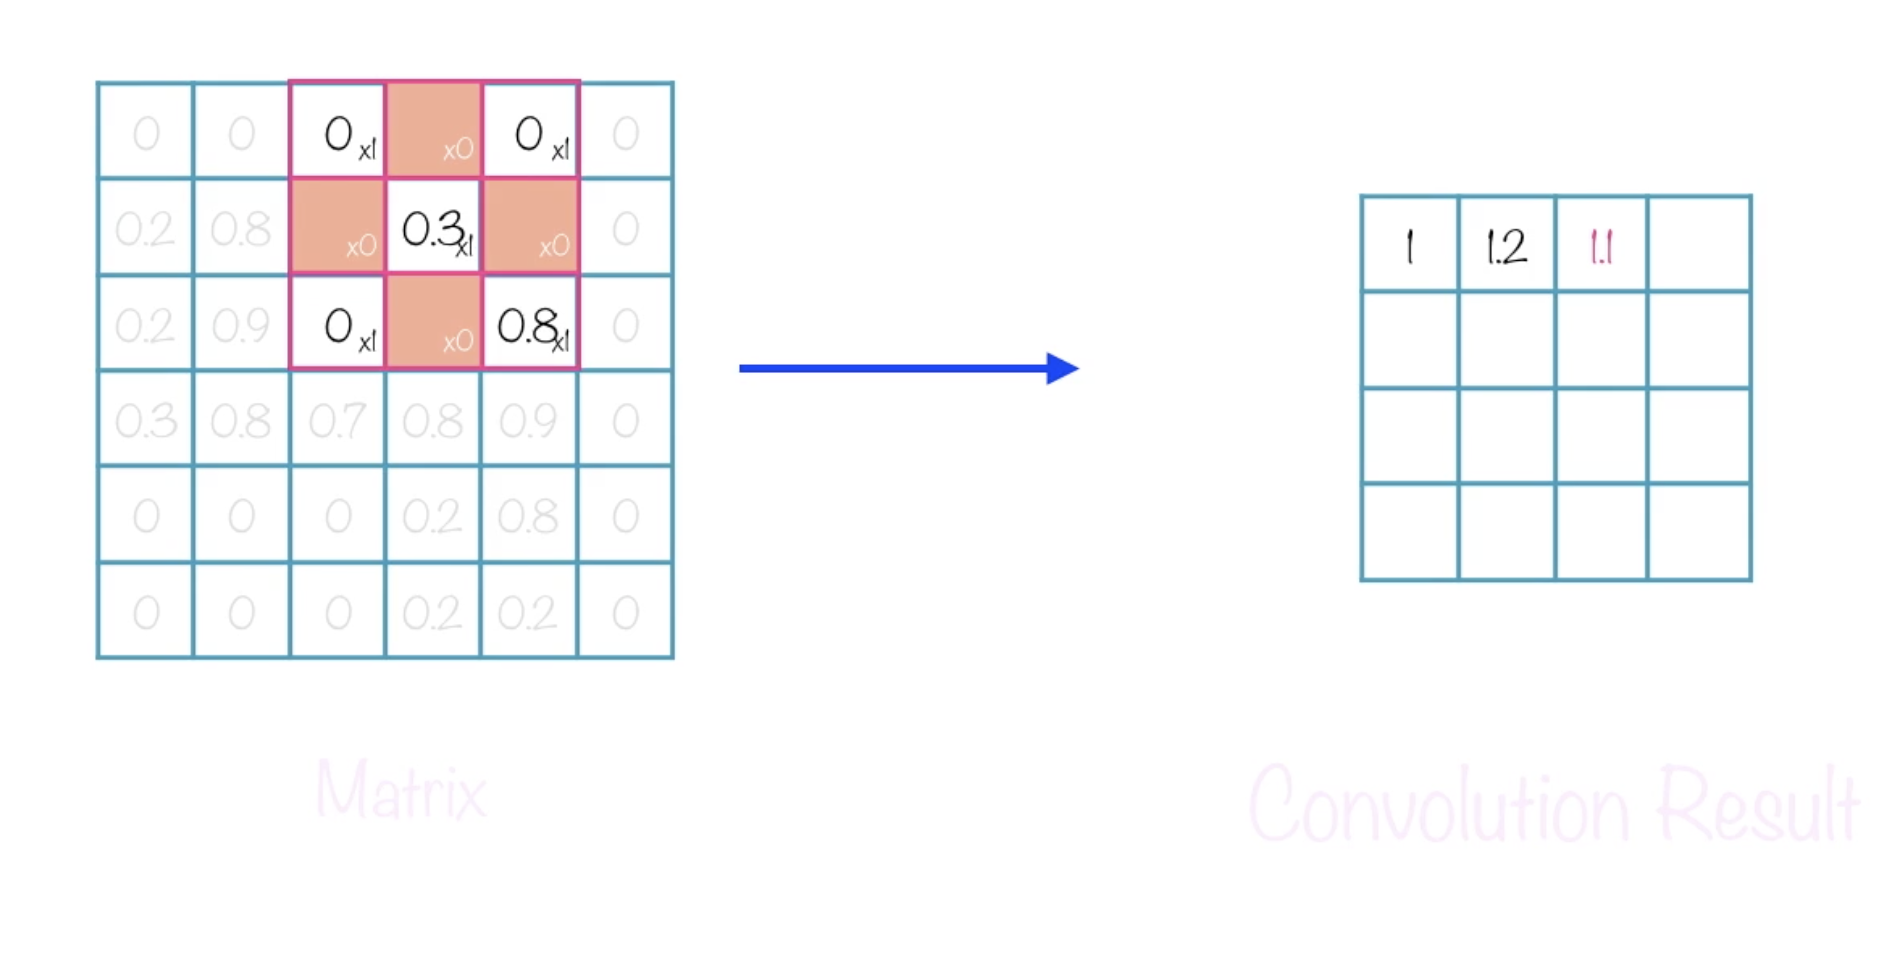 0 0 0 x1 x0 0 x1 0
0.2 0.8 x0 0.3 x1 x0 0
0.2 0.9 0 x1 x0 0.8 x1 0
0.3 0.8 0.7 0.8 0.9 0
0 0 0 0.2 0.8 0
0 0 0 0.2 0.2 0
Matrix
1 1.2 1.1
Convolution Result